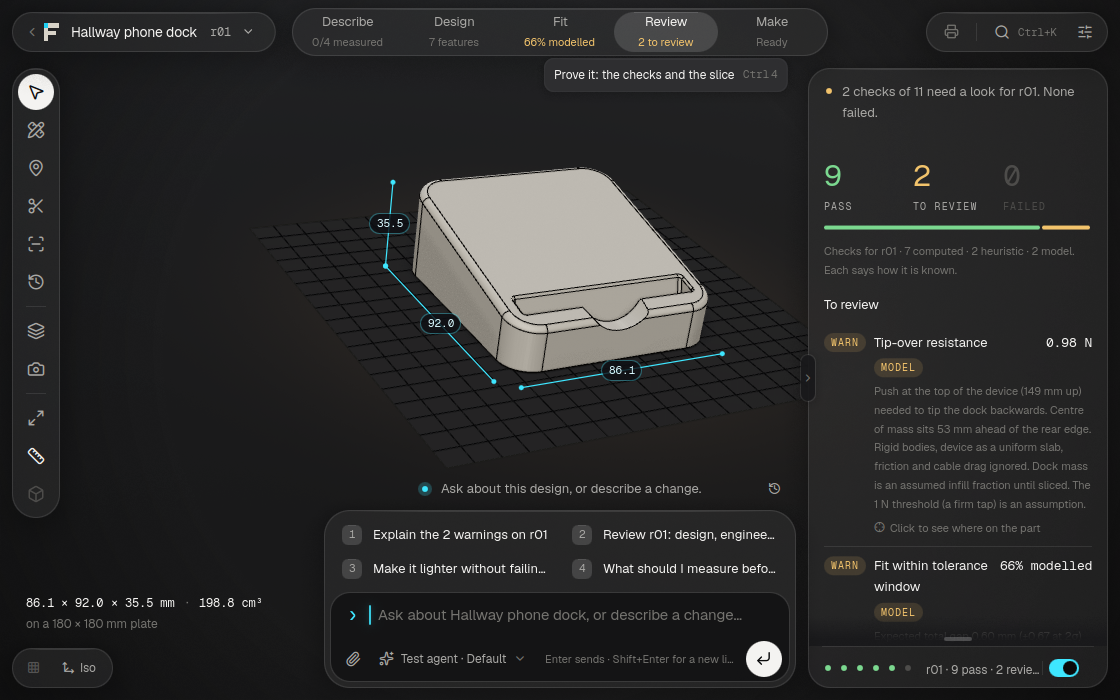 Hallway phone dock r01
Describe
0/4 measured
Design
7 features
Fit
66% modelled
Review
2 to review
Make
Ready
Ctrl+K
Prove it: the checks and the slice Ctrl 4
2 checks of 11 need a look for r01. None
failed.
9
PASS
2
TO REVIEW
0
FAILED
Checks for r01 · 7 computed · 2 heuristic · 2 model.
Each says how it is known.
To review
WARN Tip-over resistance 0.98 N
MODEL
Push at the top of the device (149 mm up)
needed to tip the dock backwards. Centre
of mass sits 53 mm ahead of the rear edge.
Rigid bodies, device as a uniform slab,
friction and cable drag ignored. Dock mass
is an assumed infill fraction until sliced. The
1 N threshold (a firm tap) is an assumption.
Click to see where on the part
WARN Fit within tolerance 66% modelled
window
MODEL
r01 · 9 pass · 2 revie…
35.5
92.0
86.1
Ask about this design, or describe a change.
1 Explain the 2 warnings on r01
2 Review r01: design, enginee…
3 Make it lighter without failin…
4 What should I measure befo…
Ask about Hallway phone dock, or describe a change…
Test agent · Default
Enter sends · Shift+Enter for a new li…
86.1 × 92.0 × 35.5 mm · 198.8 cm³
on a 180 × 180 mm plate
Iso